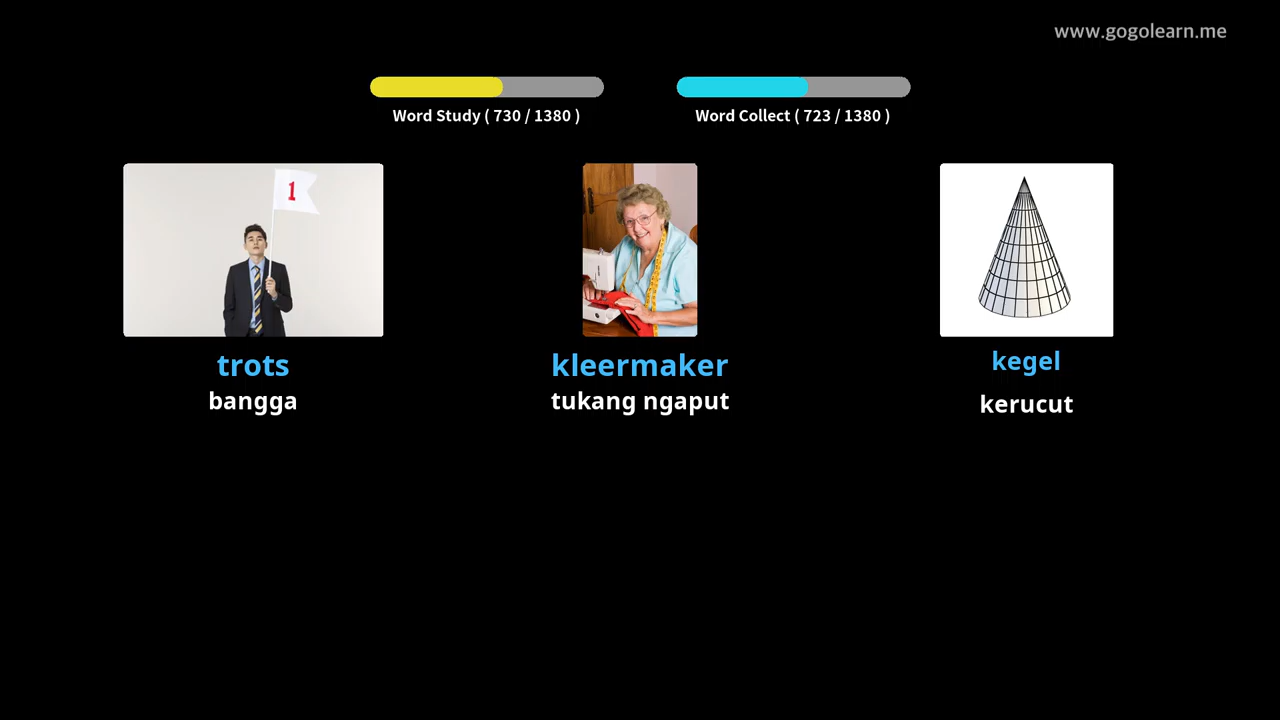 www.gogolearn.me
Word Study ( 730 / 1380 )
Word Collect ( 723 / 1380 )
1
trots
kleermaker
kegel
bangga
tukang ngaput
kerucut